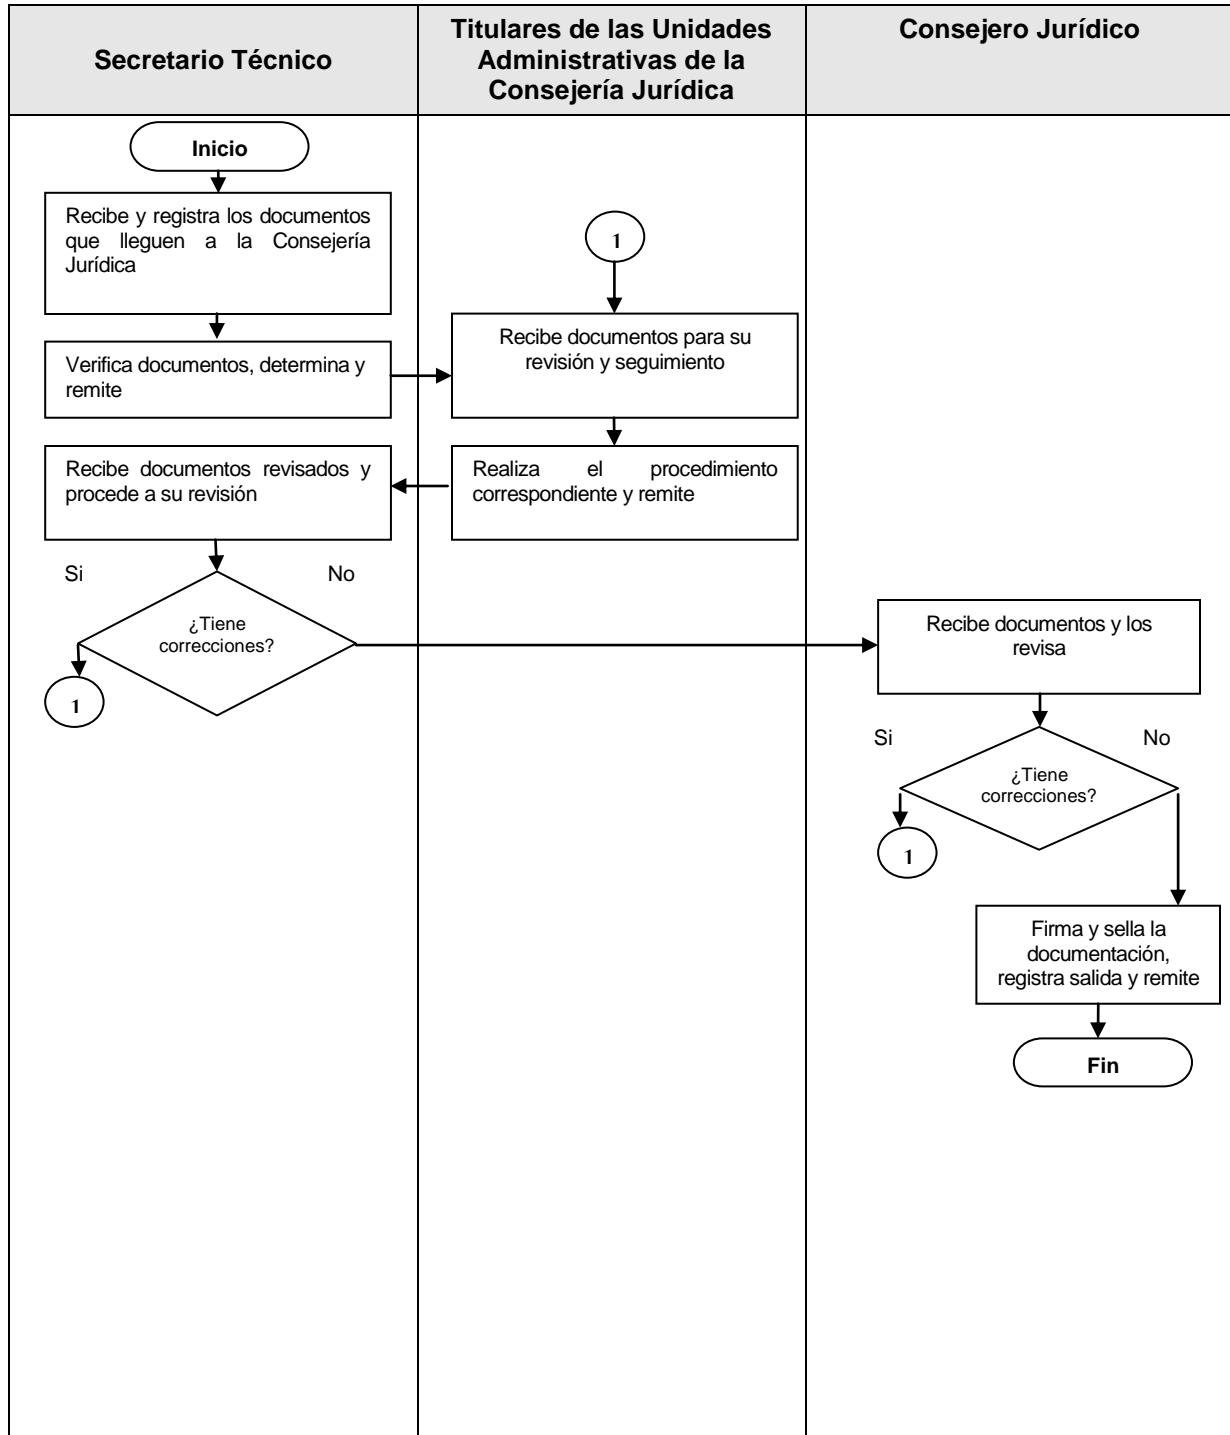 Secretario Técnico
Titulares de las Unidades
Administrativas de la
Consejería Jurídica
Consejero Jurídico
Inicio
Recibe y registra los documentos
que lleguen a la Consejería
Jurídica
1
Verifica documentos, determina y
remite
Recibe documentos para su
revisión y seguimiento
Recibe documentos revisados y
procede a su revisión
Realiza el procedimiento
correspondiente y remite
Si
No
¿Tiene
correcciones?
1
Recibe documentos y los
revisa
Si
No
¿Tiene
correcciones?
1
Firma y sella la
documentación,
registra salida y remite
Fin